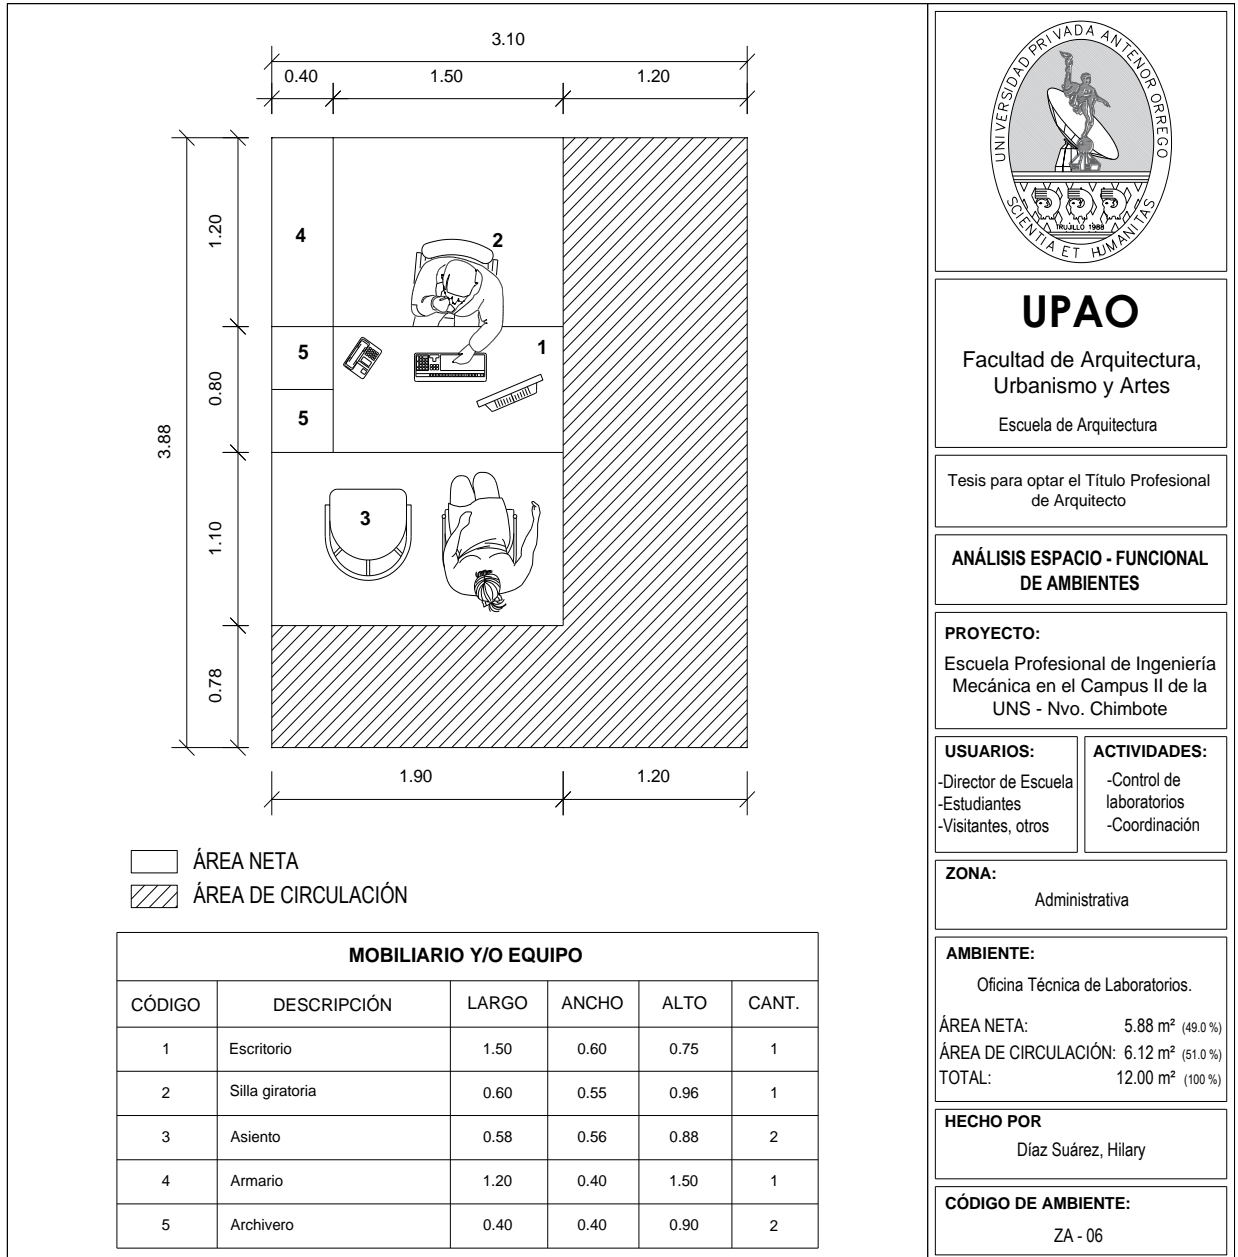 3.10
0.40 1.50 1.20
3.88
1.20
0.80
1.10
0.78
4
2
5
1
5
3
1.90 1.20
ÁREA NETA
ÁREA DE CIRCULACIÓN
MOBILIARIO Y/O EQUIPO
CÓDIGO DESCRIPCIÓN LARGO ANCHO ALTO CANT.
1 Escritorio 1.50 0.60 0.75 1
2 Silla giratoria 0.60 0.55 0.96 1
3 Asiento 0.58 0.56 0.88 2
4 Armario 1.20 0.40 1.50 1
5 Archivero 0.40 0.40 0.90 2
UNIVERSIDAD PRIVADA ANTENOR ORREGO
TRUJILLO 1988
SCIENTIA ET HUMANITAS
UPAO
Facultad de Arquitectura,
Urbanismo y Artes
Escuela de Arquitectura
Tesis para optar el Título Profesional
de Arquitecto
ANÁLISIS ESPACIO - FUNCIONAL
DE AMBIENTES
PROYECTO:
Escuela Profesional de Ingeniería
Mecánica en el Campus II de la
UNS - Nvo. Chimbote
USUARIOS:
-Director de Escuela
-Estudiantes
-Visitantes, otros
ACTIVIDADES:
-Control de
laboratorios
-Coordinación
ZONA:
Administrativa
AMBIENTE:
Oficina Técnica de Laboratorios.
ÁREA NETA: 5.88 m² (49.0 %)
ÁREA DE CIRCULACIÓN: 6.12 m² (51.0 %)
TOTAL: 12.00 m² (100 %)
HECHO POR
Díaz Suárez, Hilary
CÓDIGO DE AMBIENTE:
ZA - 06